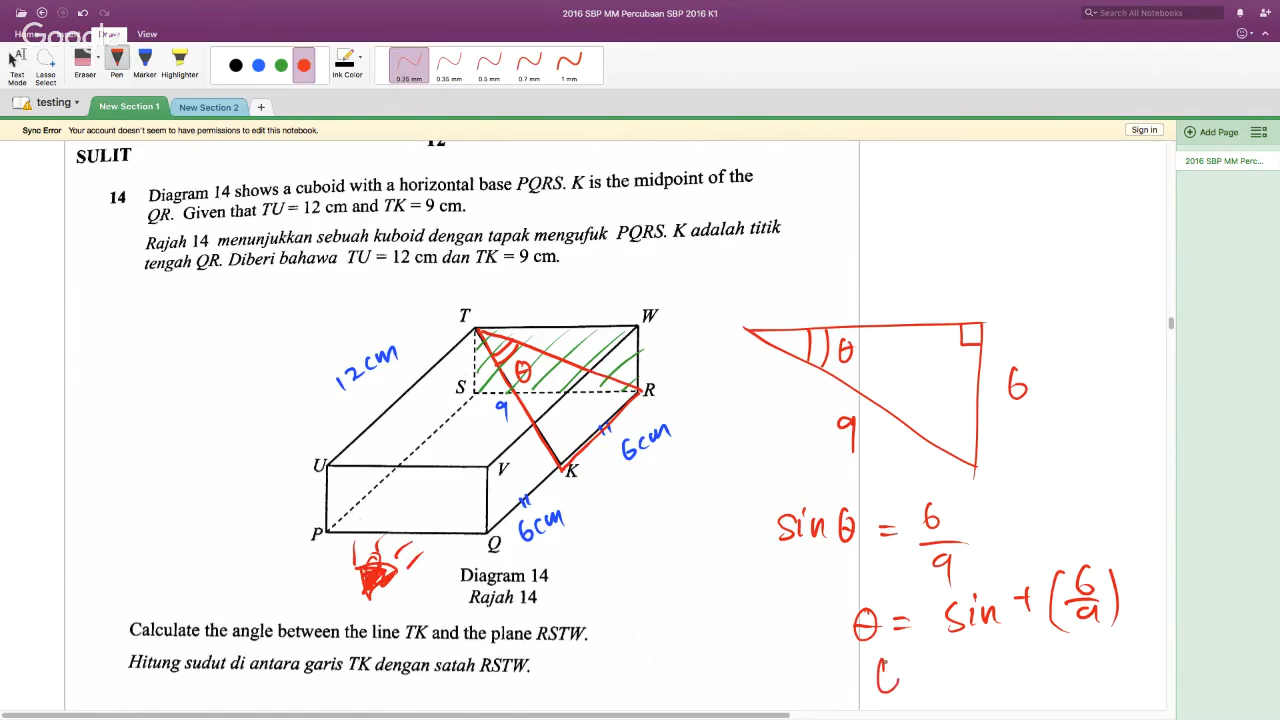 2016 SBP MM Percubaan SBP 2016 K1
Search All Notebooks
Google
Home Insert Draw View
Text Mode
Lasso Select
Eraser
Pen
Marker
Highlighter
Ink Color
0.25 mm
0.35 mm
0.5 mm
0.7 mm
1 mm
testing
New Section 1
New Section 2
+
Sync Error Your account doesn't seem to have permissions to edit this notebook.
Sign in
Add Page
2016 SBP MM Perc...
SULIT
12
14 Diagram 14 shows a cuboid with a horizontal base PQRS. K is the midpoint of the
QR. Given that TU = 12 cm and TK = 9 cm.
Rajah 14 menunjukkan sebuah kuboid dengan tapak mengufuk PQRS. K adalah titik
tengah QR. Diberi bahawa TU = 12 cm dan TK = 9 cm.
T
W
12cm
θ
S
R
9
6cm
U
V
K
6cm
P
Q
Diagram 14
Rajah 14
Calculate the angle between the line TK and the plane RSTW.
Hitung sudut di antara garis TK dengan satah RSTW.
θ
6
9
sin θ = 6/9
θ = sin⁻¹ (6/9)